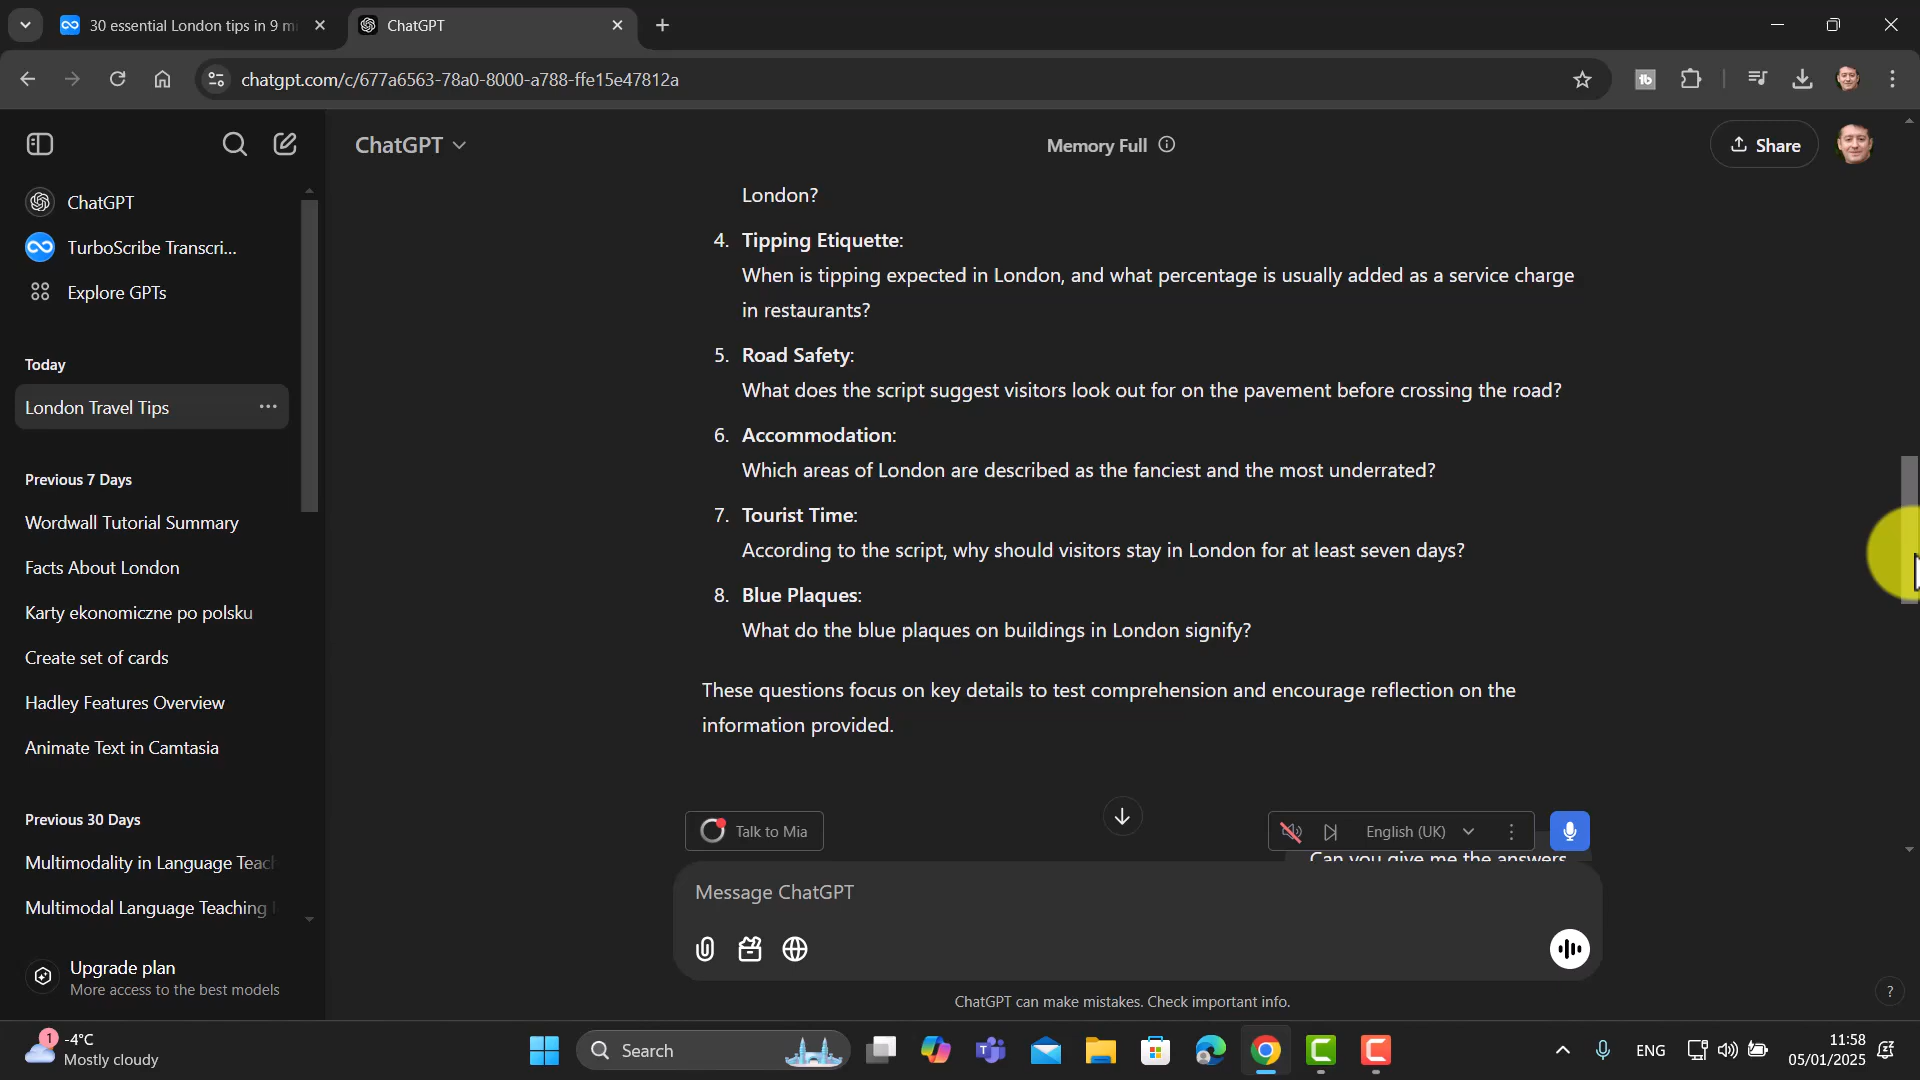 30 essential London tips in 9 mi
ChatGPT
chatgpt.com/c/677a6563-78a0-8000-a788-ffe15e47812a
ChatGPT
Memory Full
Share
ChatGPT
TurboScribe Transcri...
Explore GPTs
Today
London Travel Tips
Previous 7 Days
Wordwall Tutorial Summary
Facts About London
Karty ekonomiczne po polsku
Create set of cards
Hadley Features Overview
Animate Text in Camtasia
Previous 30 Days
Multimodality in Language Teach
Multimodal Language Teaching
Upgrade plan
More access to the best models
London?
4. Tipping Etiquette:
When is tipping expected in London, and what percentage is usually added as a service charge
in restaurants?
5. Road Safety:
What does the script suggest visitors look out for on the pavement before crossing the road?
6. Accommodation:
Which areas of London are described as the fanciest and the most underrated?
7. Tourist Time:
According to the script, why should visitors stay in London for at least seven days?
8. Blue Plaques:
What do the blue plaques on buildings in London signify?
These questions focus on key details to test comprehension and encourage reflection on the
information provided.
Talk to Mia
English (UK)
Can you give me the answers
Message ChatGPT
ChatGPT can make mistakes. Check important info.
?
1
-4°C
Mostly cloudy
Search
ENG
11:58
05/01/2025